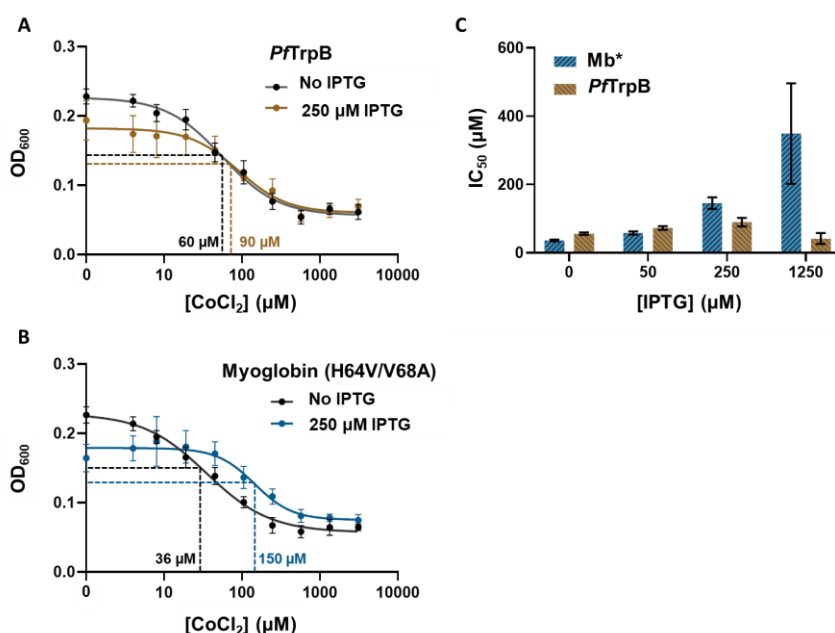 A
PfTrpB
No IPTG
250 µM IPTG
OD600
0.3
0.2
0.1
0.0
60 µM
90 µM
0
10
100
1000
10000
[CoCl2] (µM)
B
Myoglobin (H64V/V68A)
No IPTG
250 µM IPTG
OD600
0.3
0.2
0.1
0.0
36 µM
150 µM
0
10
100
1000
10000
[CoCl2] (µM)
C
Mb*
PfTrpB
IC50 (µM)
600
400
200
0
0
50
250
1250
[IPTG] (µM)